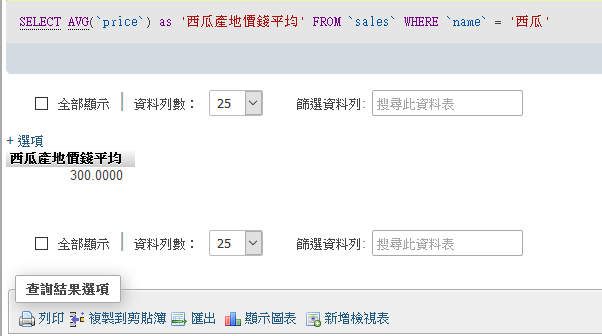 SELECT AVG(`price`) as '西瓜產地價錢平均' FROM `sales` WHERE `name` = '西瓜'
全部顯示 | 資料列數： 25 篩選資料列: 搜尋此資料表
+ 選項
西瓜產地價錢平均
300.0000
全部顯示 | 資料列數： 25 篩選資料列: 搜尋此資料表
查詢結果選項
列印 複製到剪貼簿 匯出 顯示圖表 新增檢視表